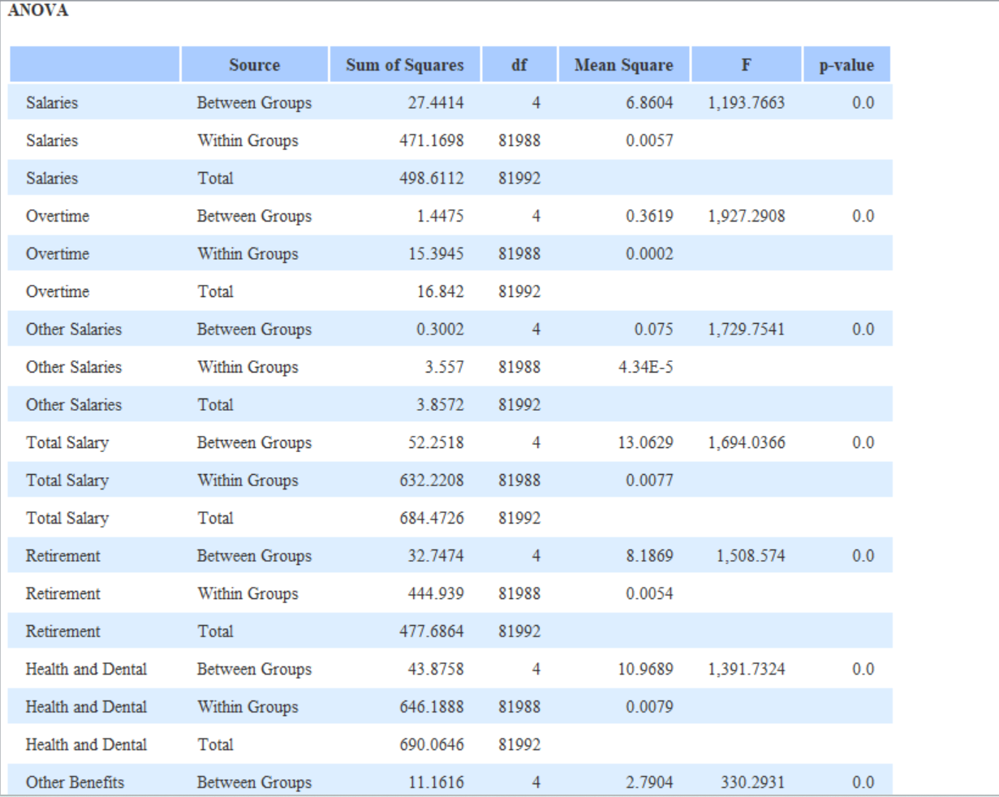 ANOVA
Source Sum of Squares df Mean Square F p-value
Salaries Between Groups 27.4414 4 6.8604 1,193.7663 0.0
Salaries Within Groups 471.1698 81988 0.0057
Salaries Total 498.6112 81992
Overtime Between Groups 1.4475 4 0.3619 1,927.2908 0.0
Overtime Within Groups 15.3945 81988 0.0002
Overtime Total 16.842 81992
Other Salaries Between Groups 0.3002 4 0.075 1,729.7541 0.0
Other Salaries Within Groups 3.557 81988 4.34E-5
Other Salaries Total 3.8572 81992
Total Salary Between Groups 52.2518 4 13.0629 1,694.0366 0.0
Total Salary Within Groups 632.2208 81988 0.0077
Total Salary Total 684.4726 81992
Retirement Between Groups 32.7474 4 8.1869 1,508.574 0.0
Retirement Within Groups 444.939 81988 0.0054
Retirement Total 477.6864 81992
Health and Dental Between Groups 43.8758 4 10.9689 1,391.7324 0.0
Health and Dental Within Groups 646.1888 81988 0.0079
Health and Dental Total 690.0646 81992
Other Benefits Between Groups 11.1616 4 2.7904 330.2931 0.0